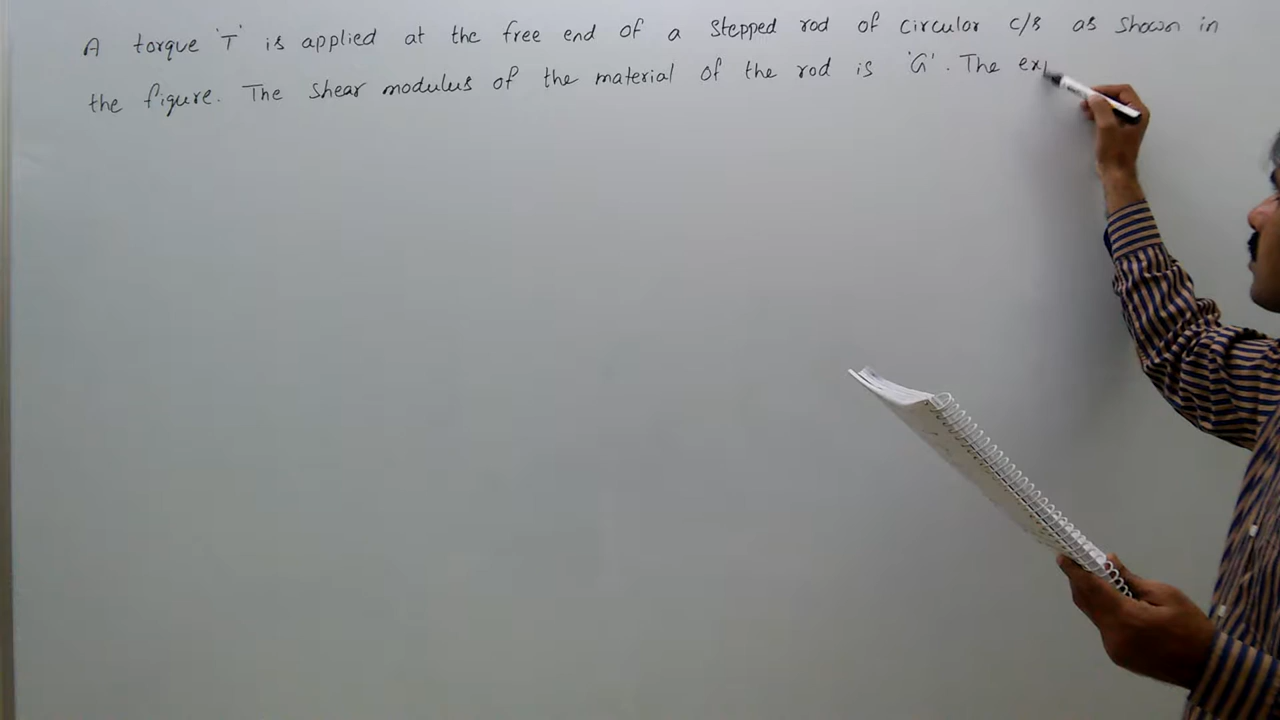 A torque 'T' is applied at the free end of a stepped rod of circular c/s as shown in
the figure. The shear modulus of the material of the rod is 'G'. The exp